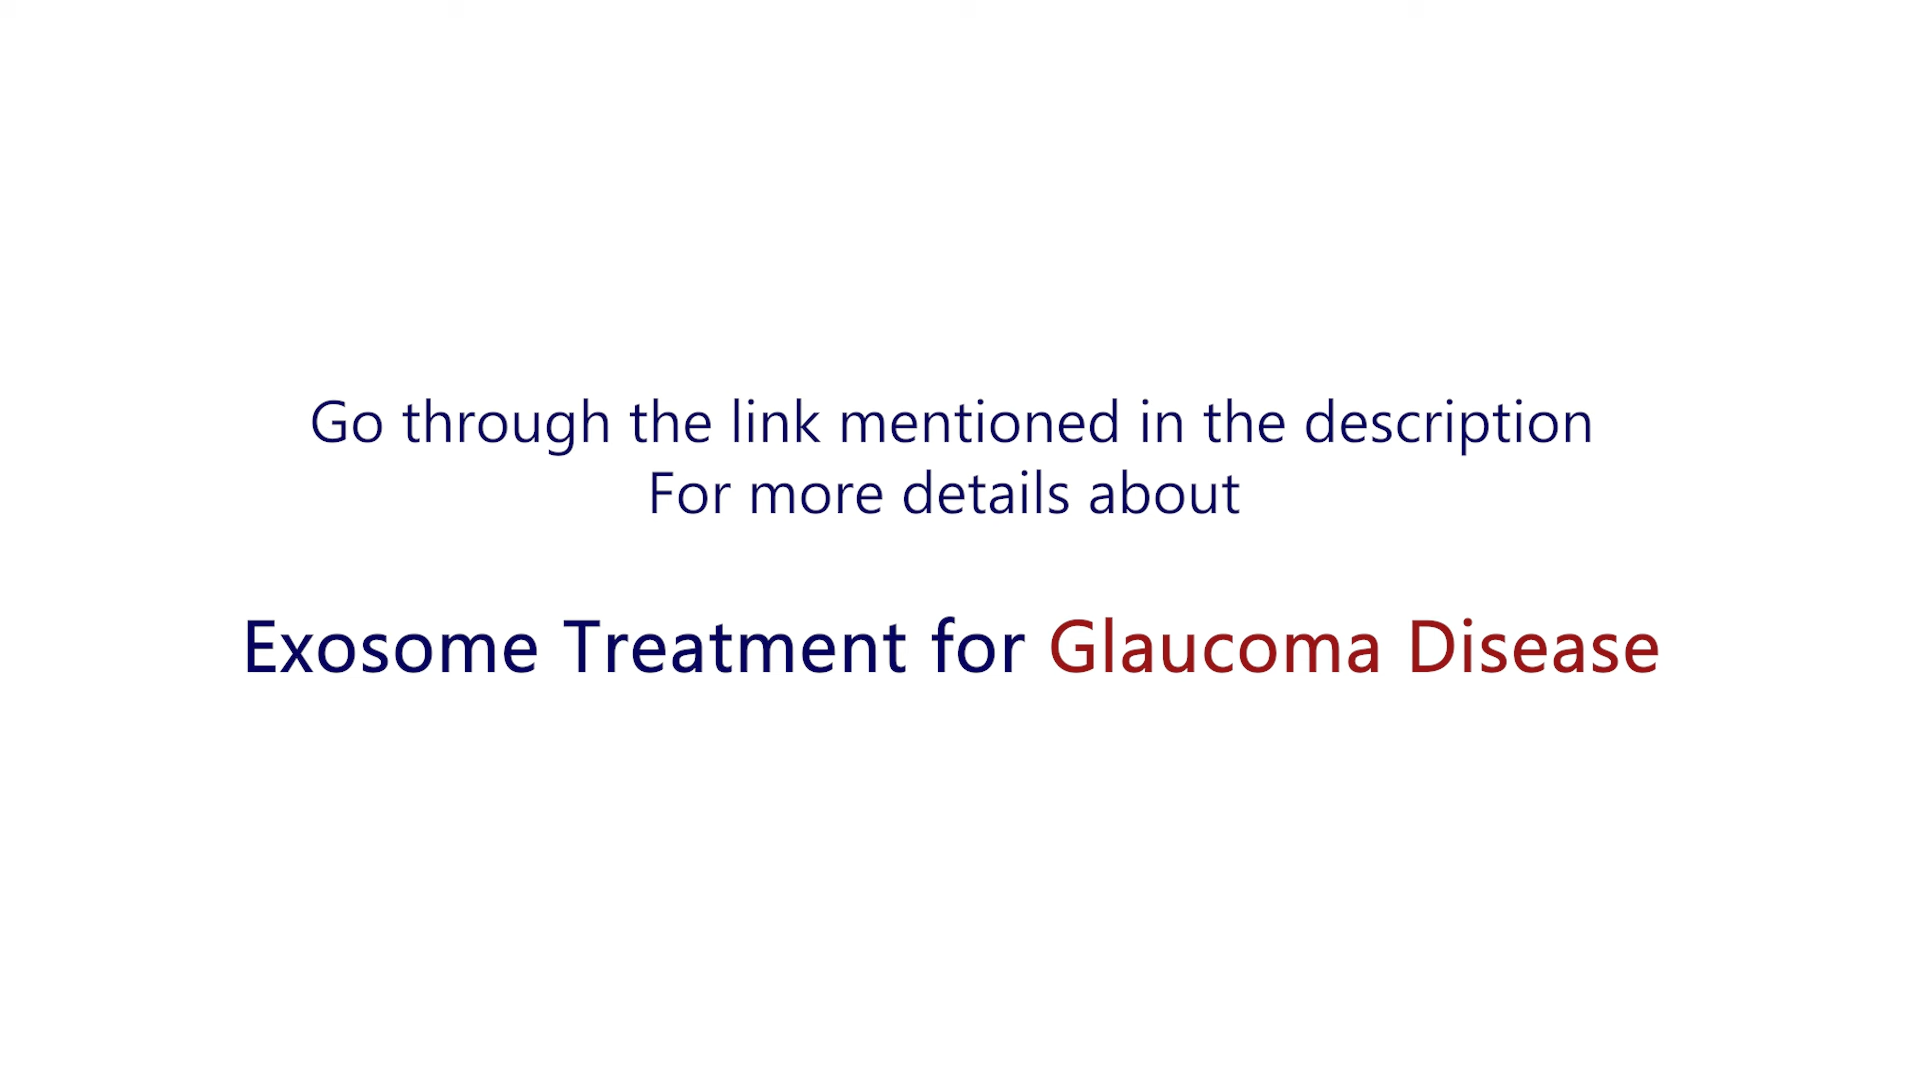 Go through the link mentioned in the description
For more details about
Exosome Treatment for Glaucoma Disease